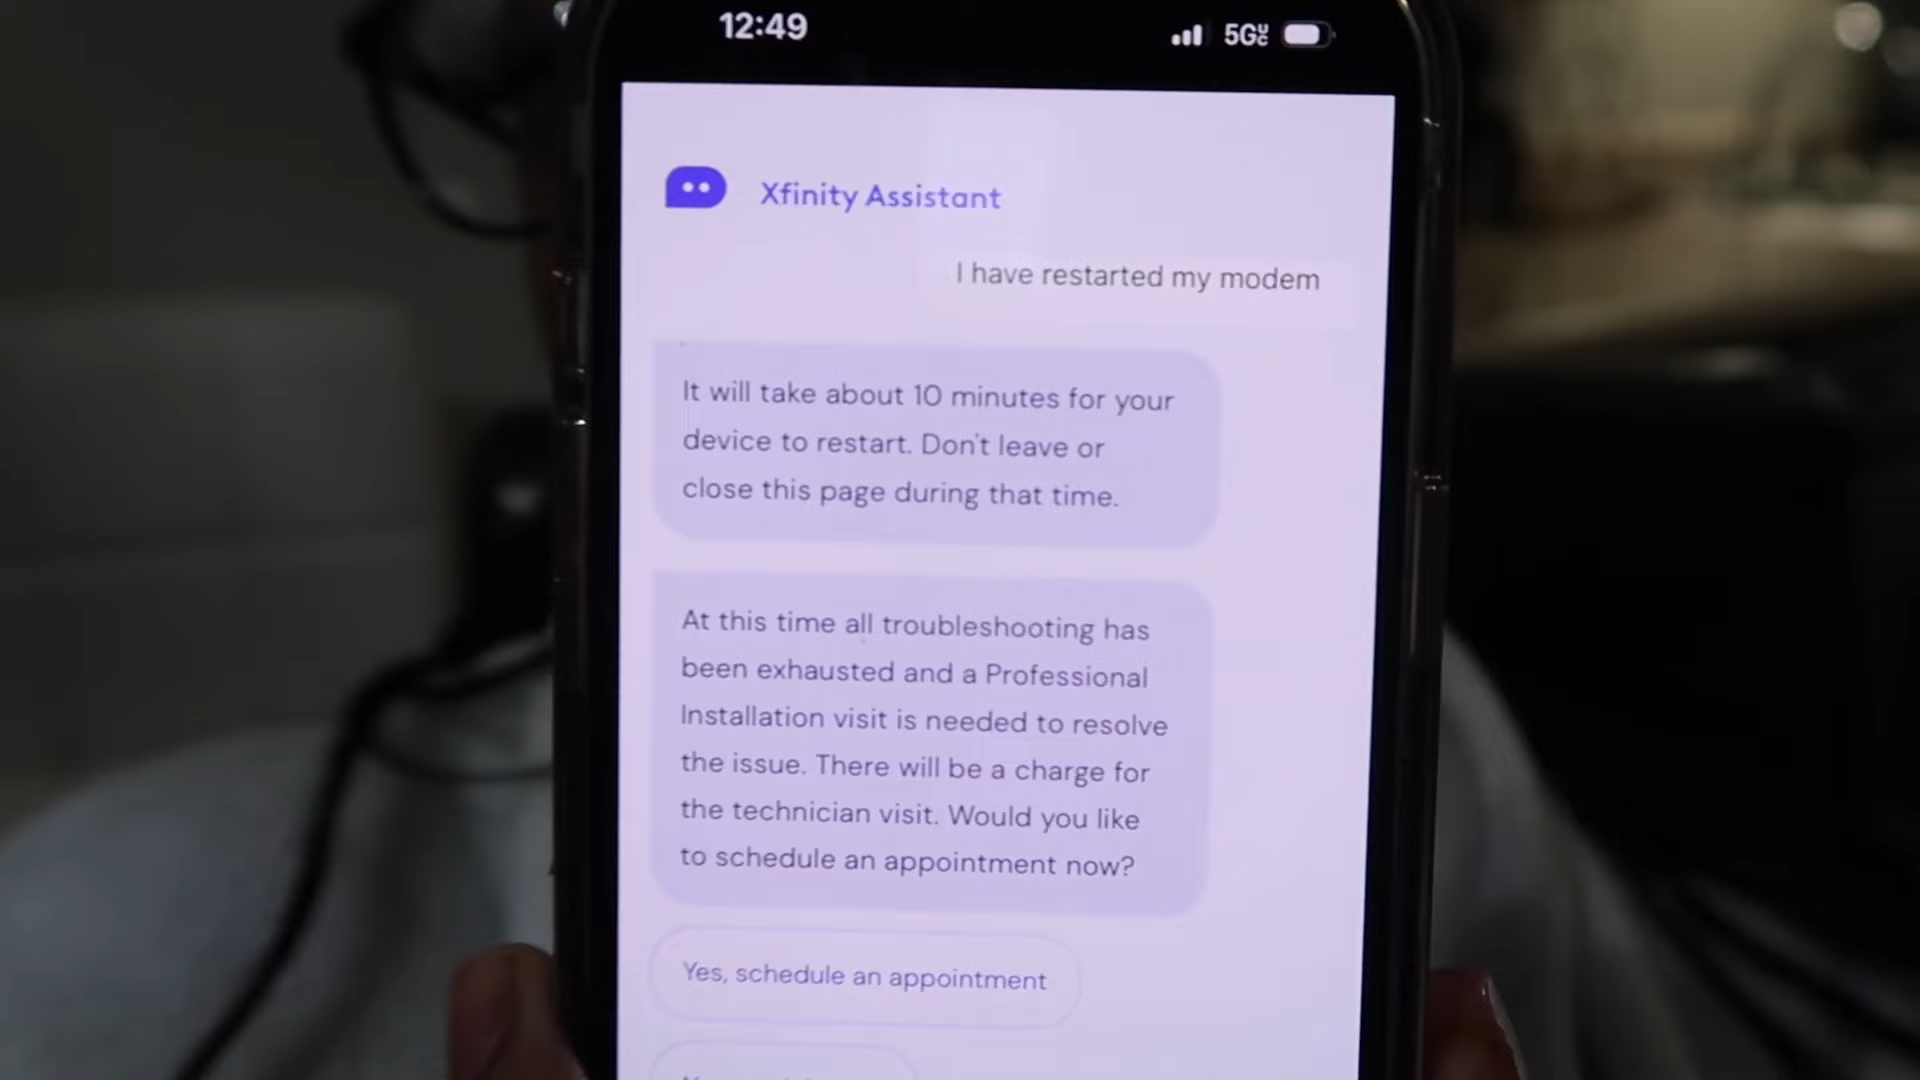 12:49
5GUC
Xfinity Assistant
I have restarted my modem
It will take about 10 minutes for your
device to restart. Don't leave or
close this page during that time.
At this time all troubleshooting has
been exhausted and a Professional
Installation visit is needed to resolve
the issue. There will be a charge for
the technician visit. Would you like
to schedule an appointment now?
Yes, schedule an appointment